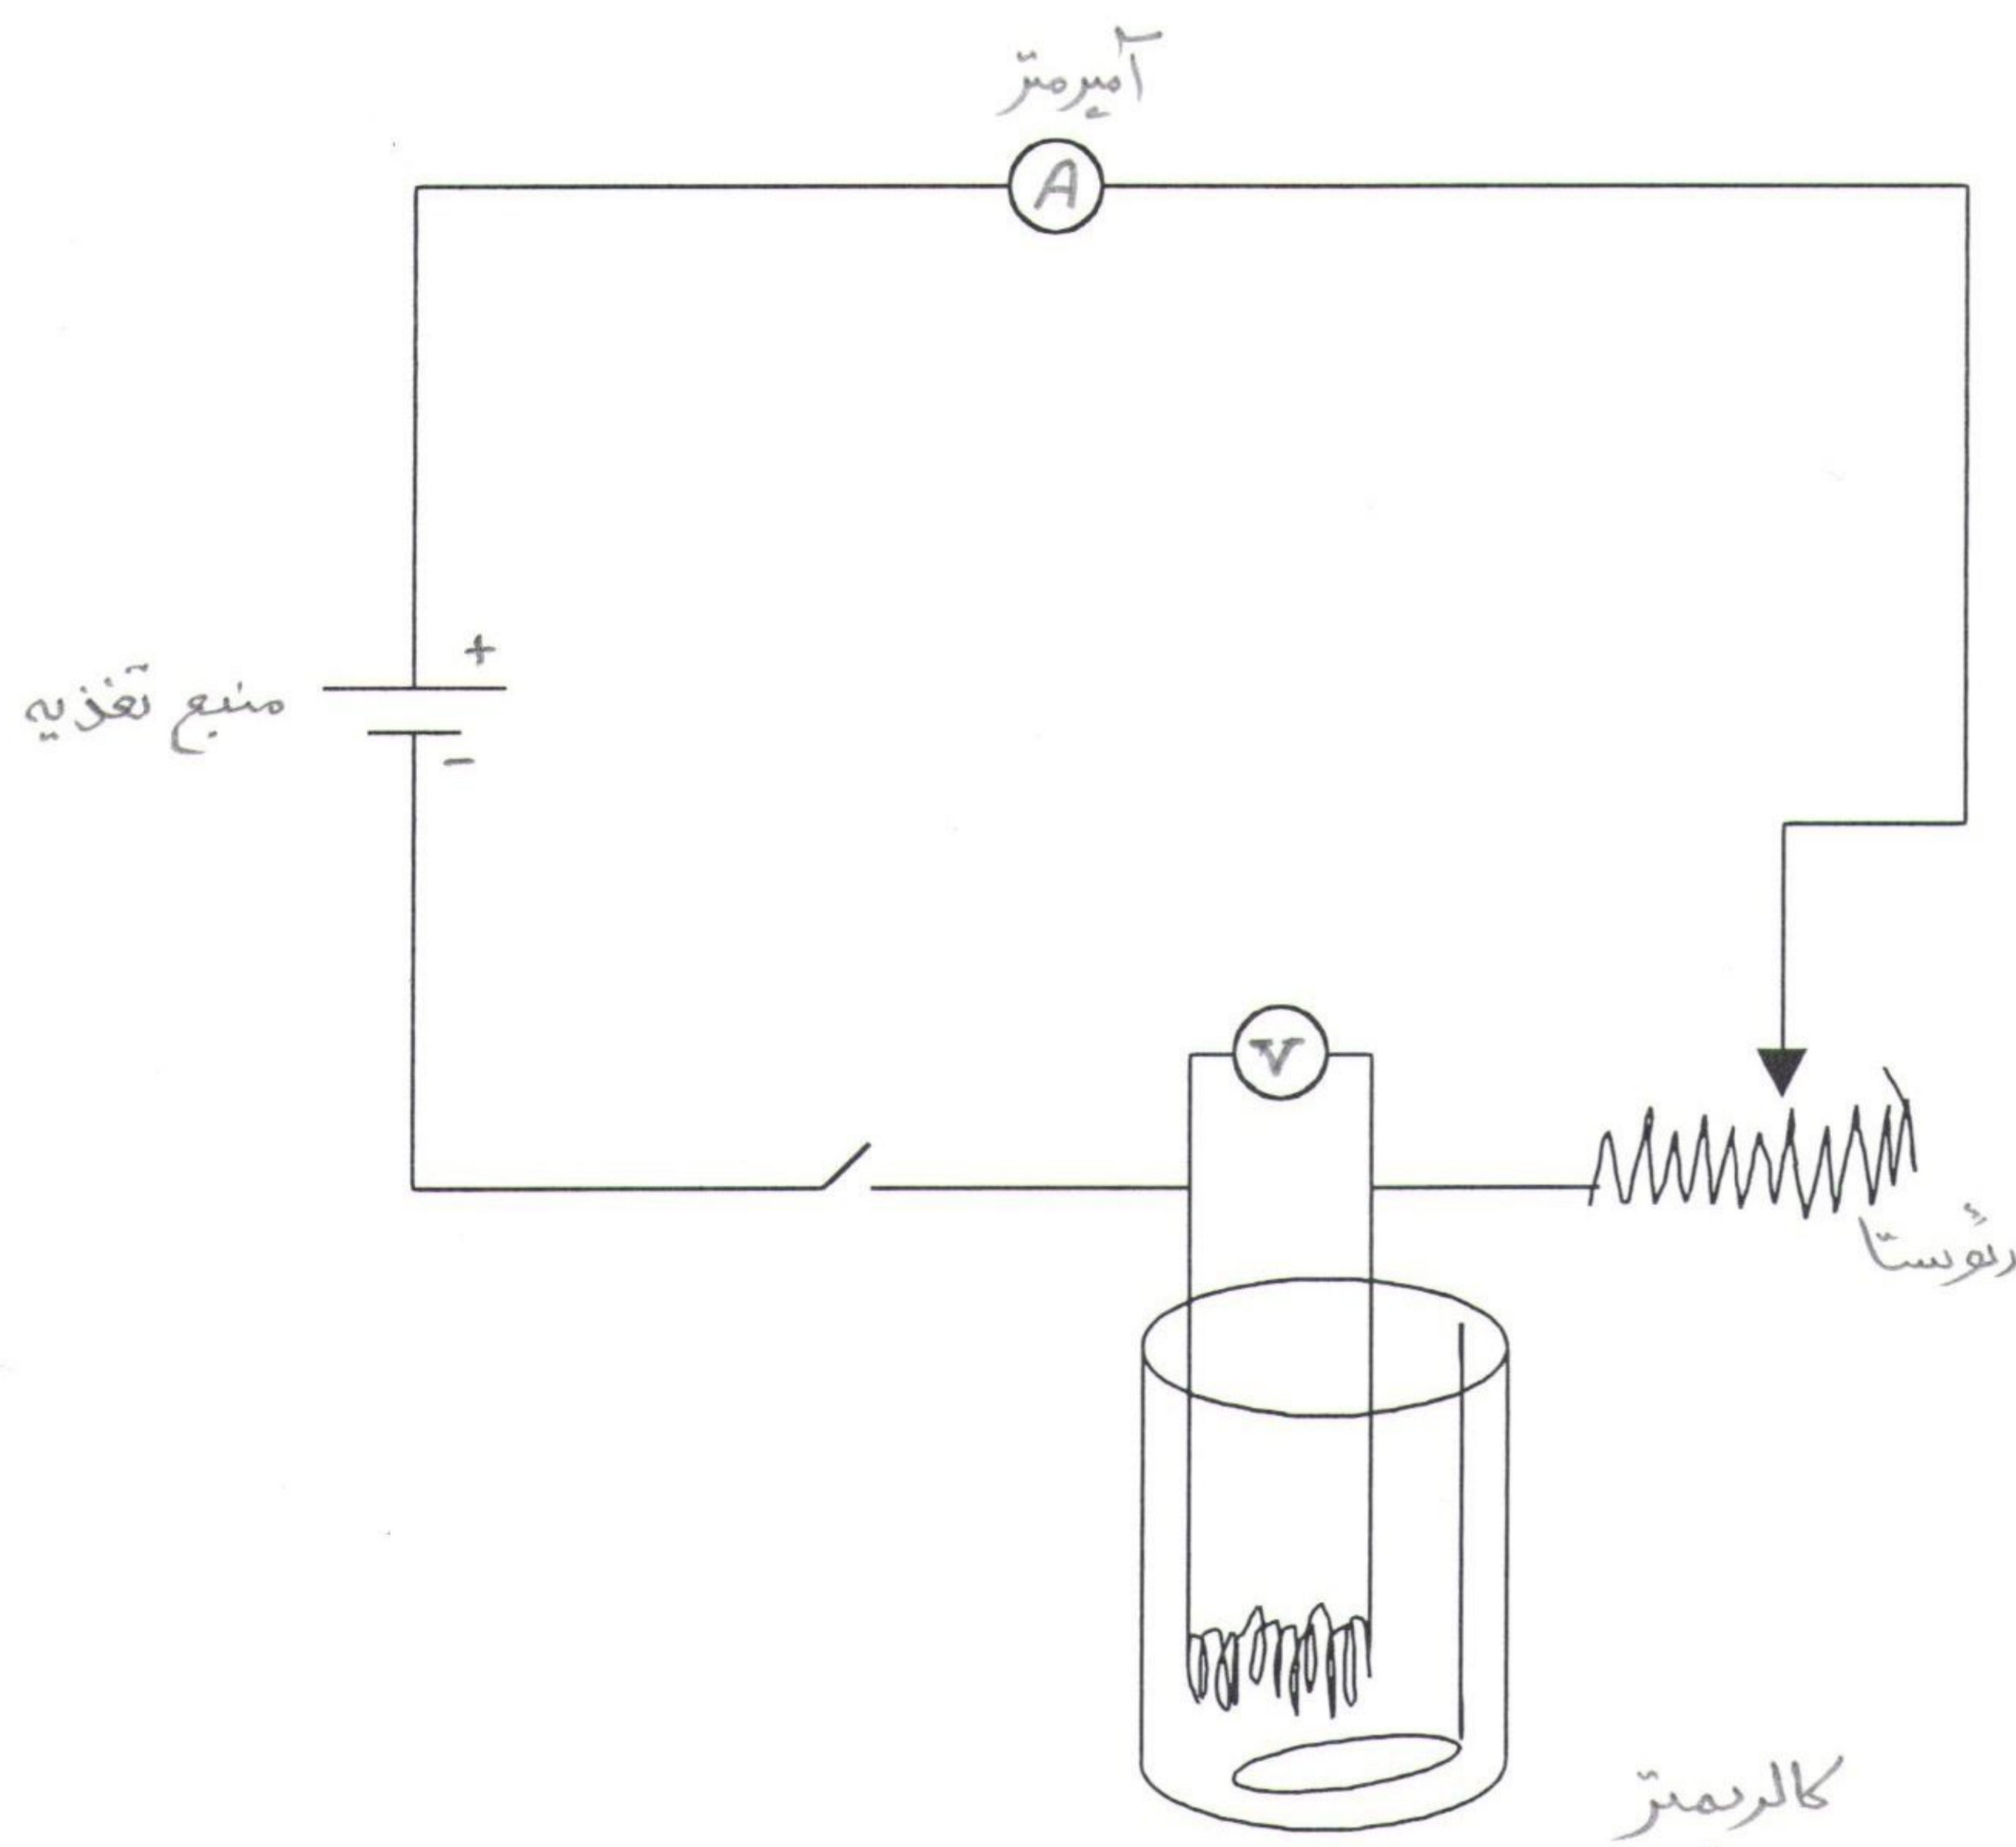 آمپرمتر
A
+
منبع تغذیه
-
V
رئوستا
کالریمتر